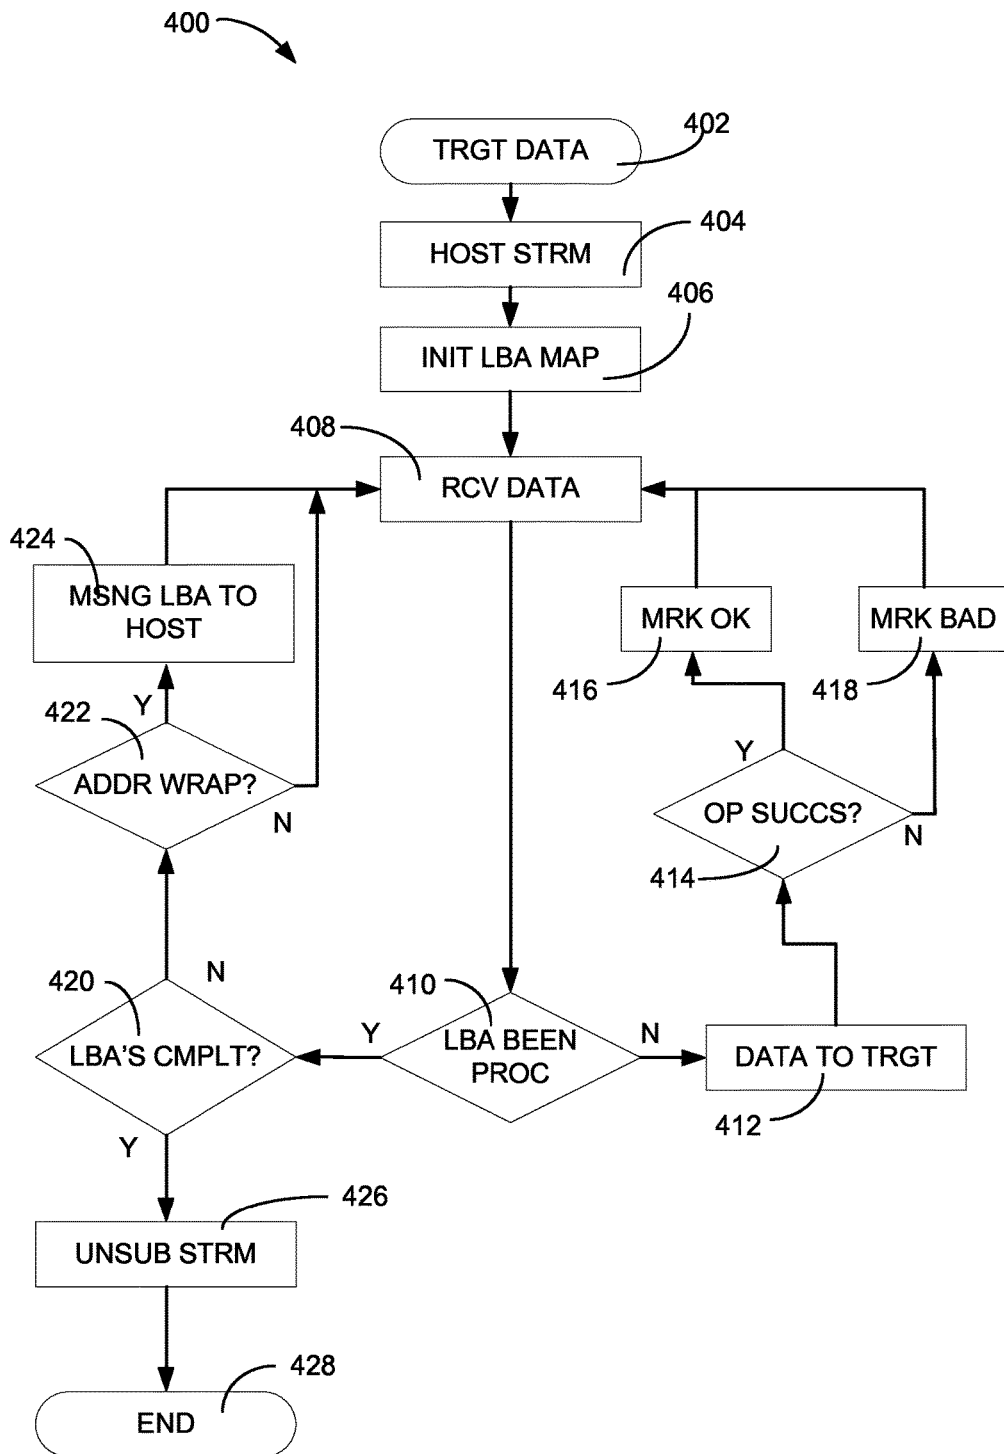 400
402
TRGT DATA
404
HOST STRM
406
INIT LBA MAP
408
RCV DATA
424
MSNG LBA TO
HOST
MRK OK
MRK BAD
416
418
Y
422
ADDR WRAP?
N
Y
OP SUCCS?
N
414
420
N
LBA'S CMPLT?
Y
410
Y
LBA BEEN
PROC
N
DATA TO TRGT
412
426
UNSUB STRM
428
END